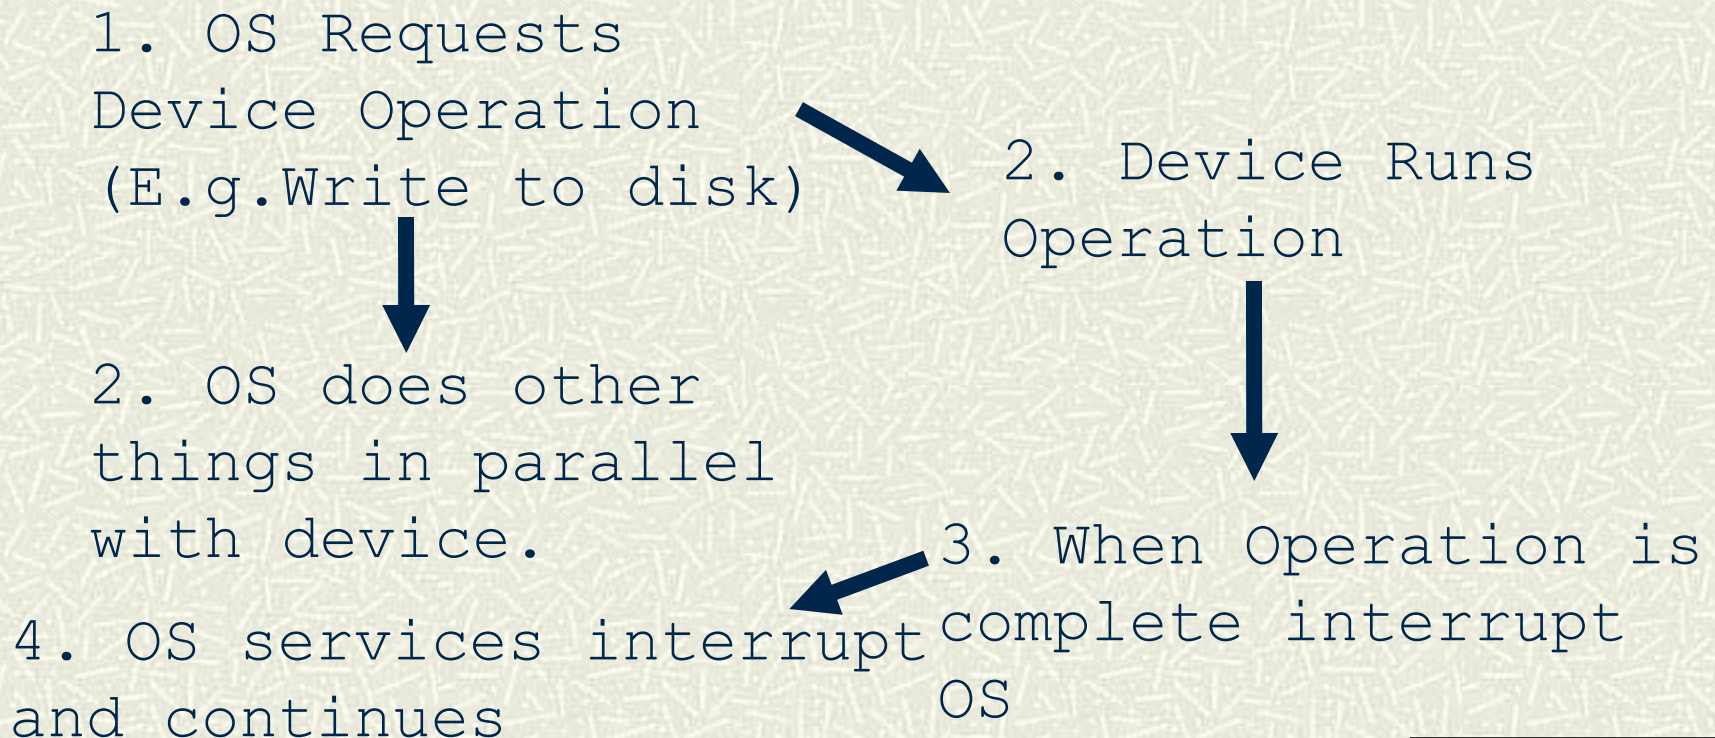 1. OS Requests
Device Operation
(E.g.Write to disk)
2. Device Runs
Operation
2. OS does other
things in parallel
with device.
3. When Operation is
complete interrupt
OS
4. OS services interrupt
and continues